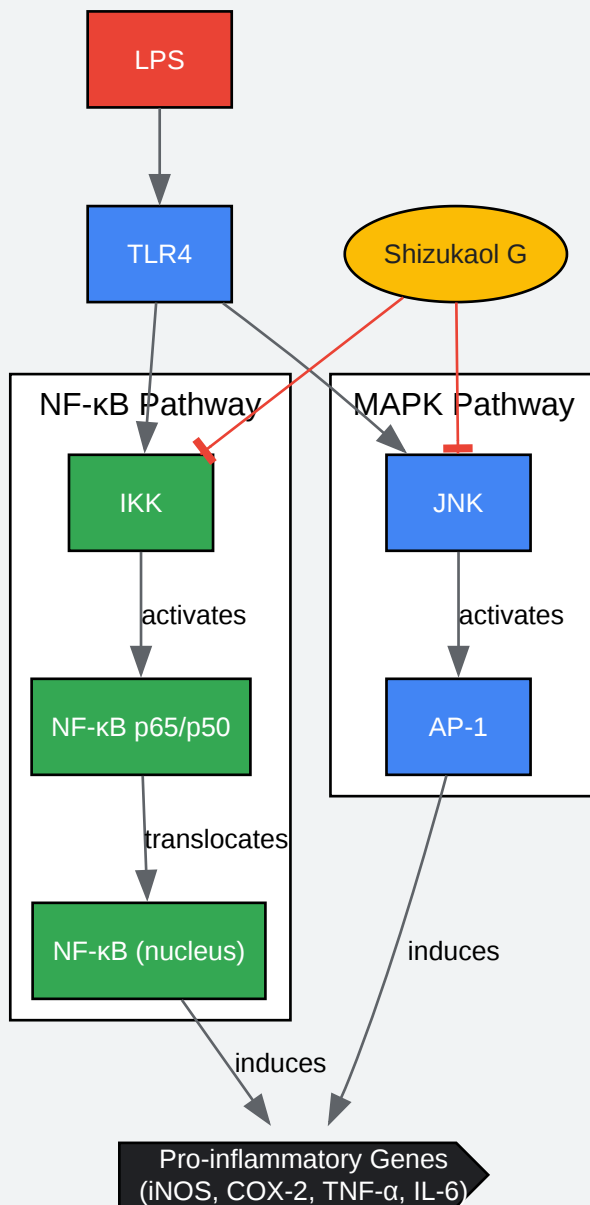 LPS
TLR4
Shizukaol G
NF-κB Pathway
MAPK Pathway
IKK
JNK
activates
activates
NF-κB p65/p50
AP-1
translocates
NF-κB (nucleus)
induces
induces
Pro-inflammatory Genes
(iNOS, COX-2, TNF-α, IL-6)